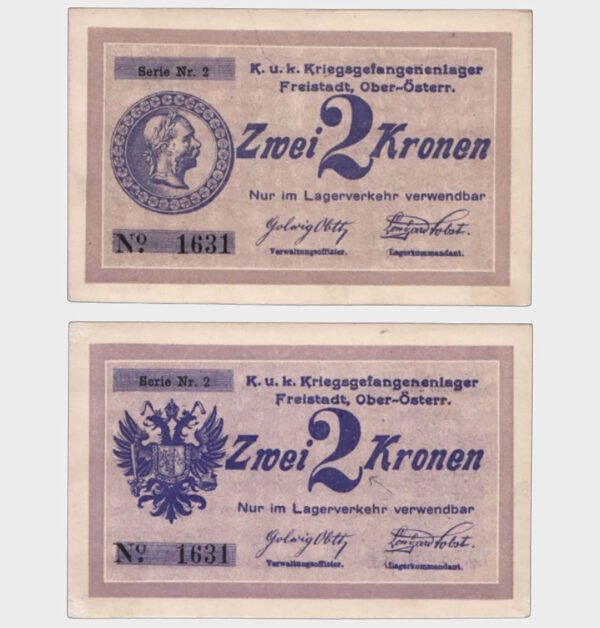 Serie Nr. 2
K. u. k. Kriegsgefangenenlager
Freistadt, Ober-Österr.
Zwei 2 Kronen
Nur im Lagerverkehr verwendbar
Verwaltungsoffizier.
Lagerkommandant.
No. 1631
Serie Nr. 2
K. u. k. Kriegsgefangenenlager
Freistadt, Ober-Österr.
Zwei 2 Kronen
Nur im Lagerverkehr verwendbar
Verwaltungsoffizier.
Lagerkommandant.
No. 1631